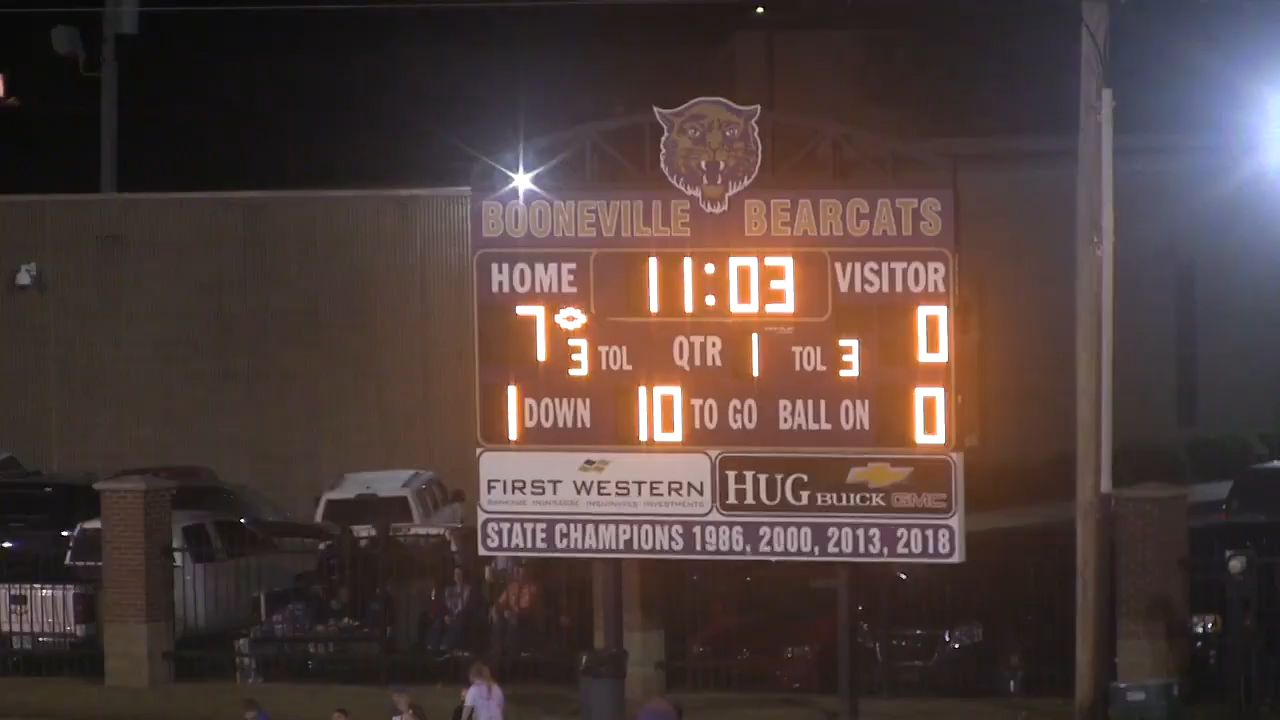 BOONEVILLE BEARCATS
HOME 11:03 VISITOR
7 0
3 TOL QTR 1 TOL 3
1 DOWN 10 TO GO BALL ON 0
FIRST WESTERN
HUG BUICK GMC
STATE CHAMPIONS 1986, 2000, 2013, 2018